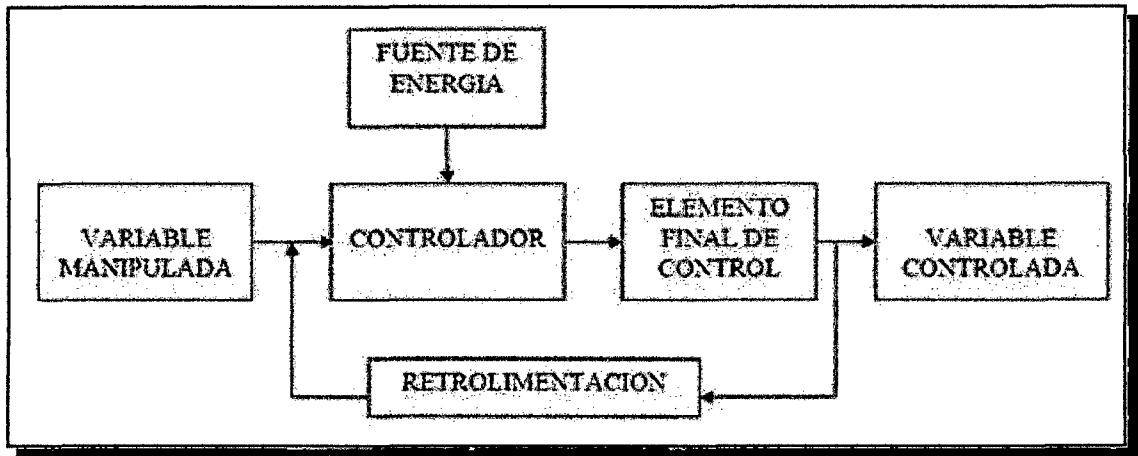 FUENTE DE
ENERGIA
VARIABLE
MANIPULADA
CONTROLADOR
ELEMENTO
FINAL DE
CONTROL
VARIABLE
CONTROLADA
RETROLIMENTACION